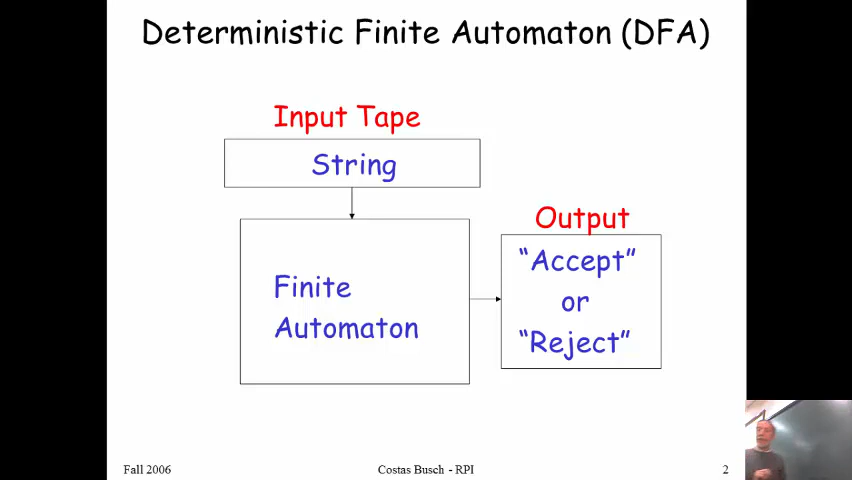 Deterministic Finite Automaton (DFA)
Input Tape
String
Output
Finite
Automaton
“Accept”
or
“Reject”
Fall 2006
Costas Busch - RPI
2